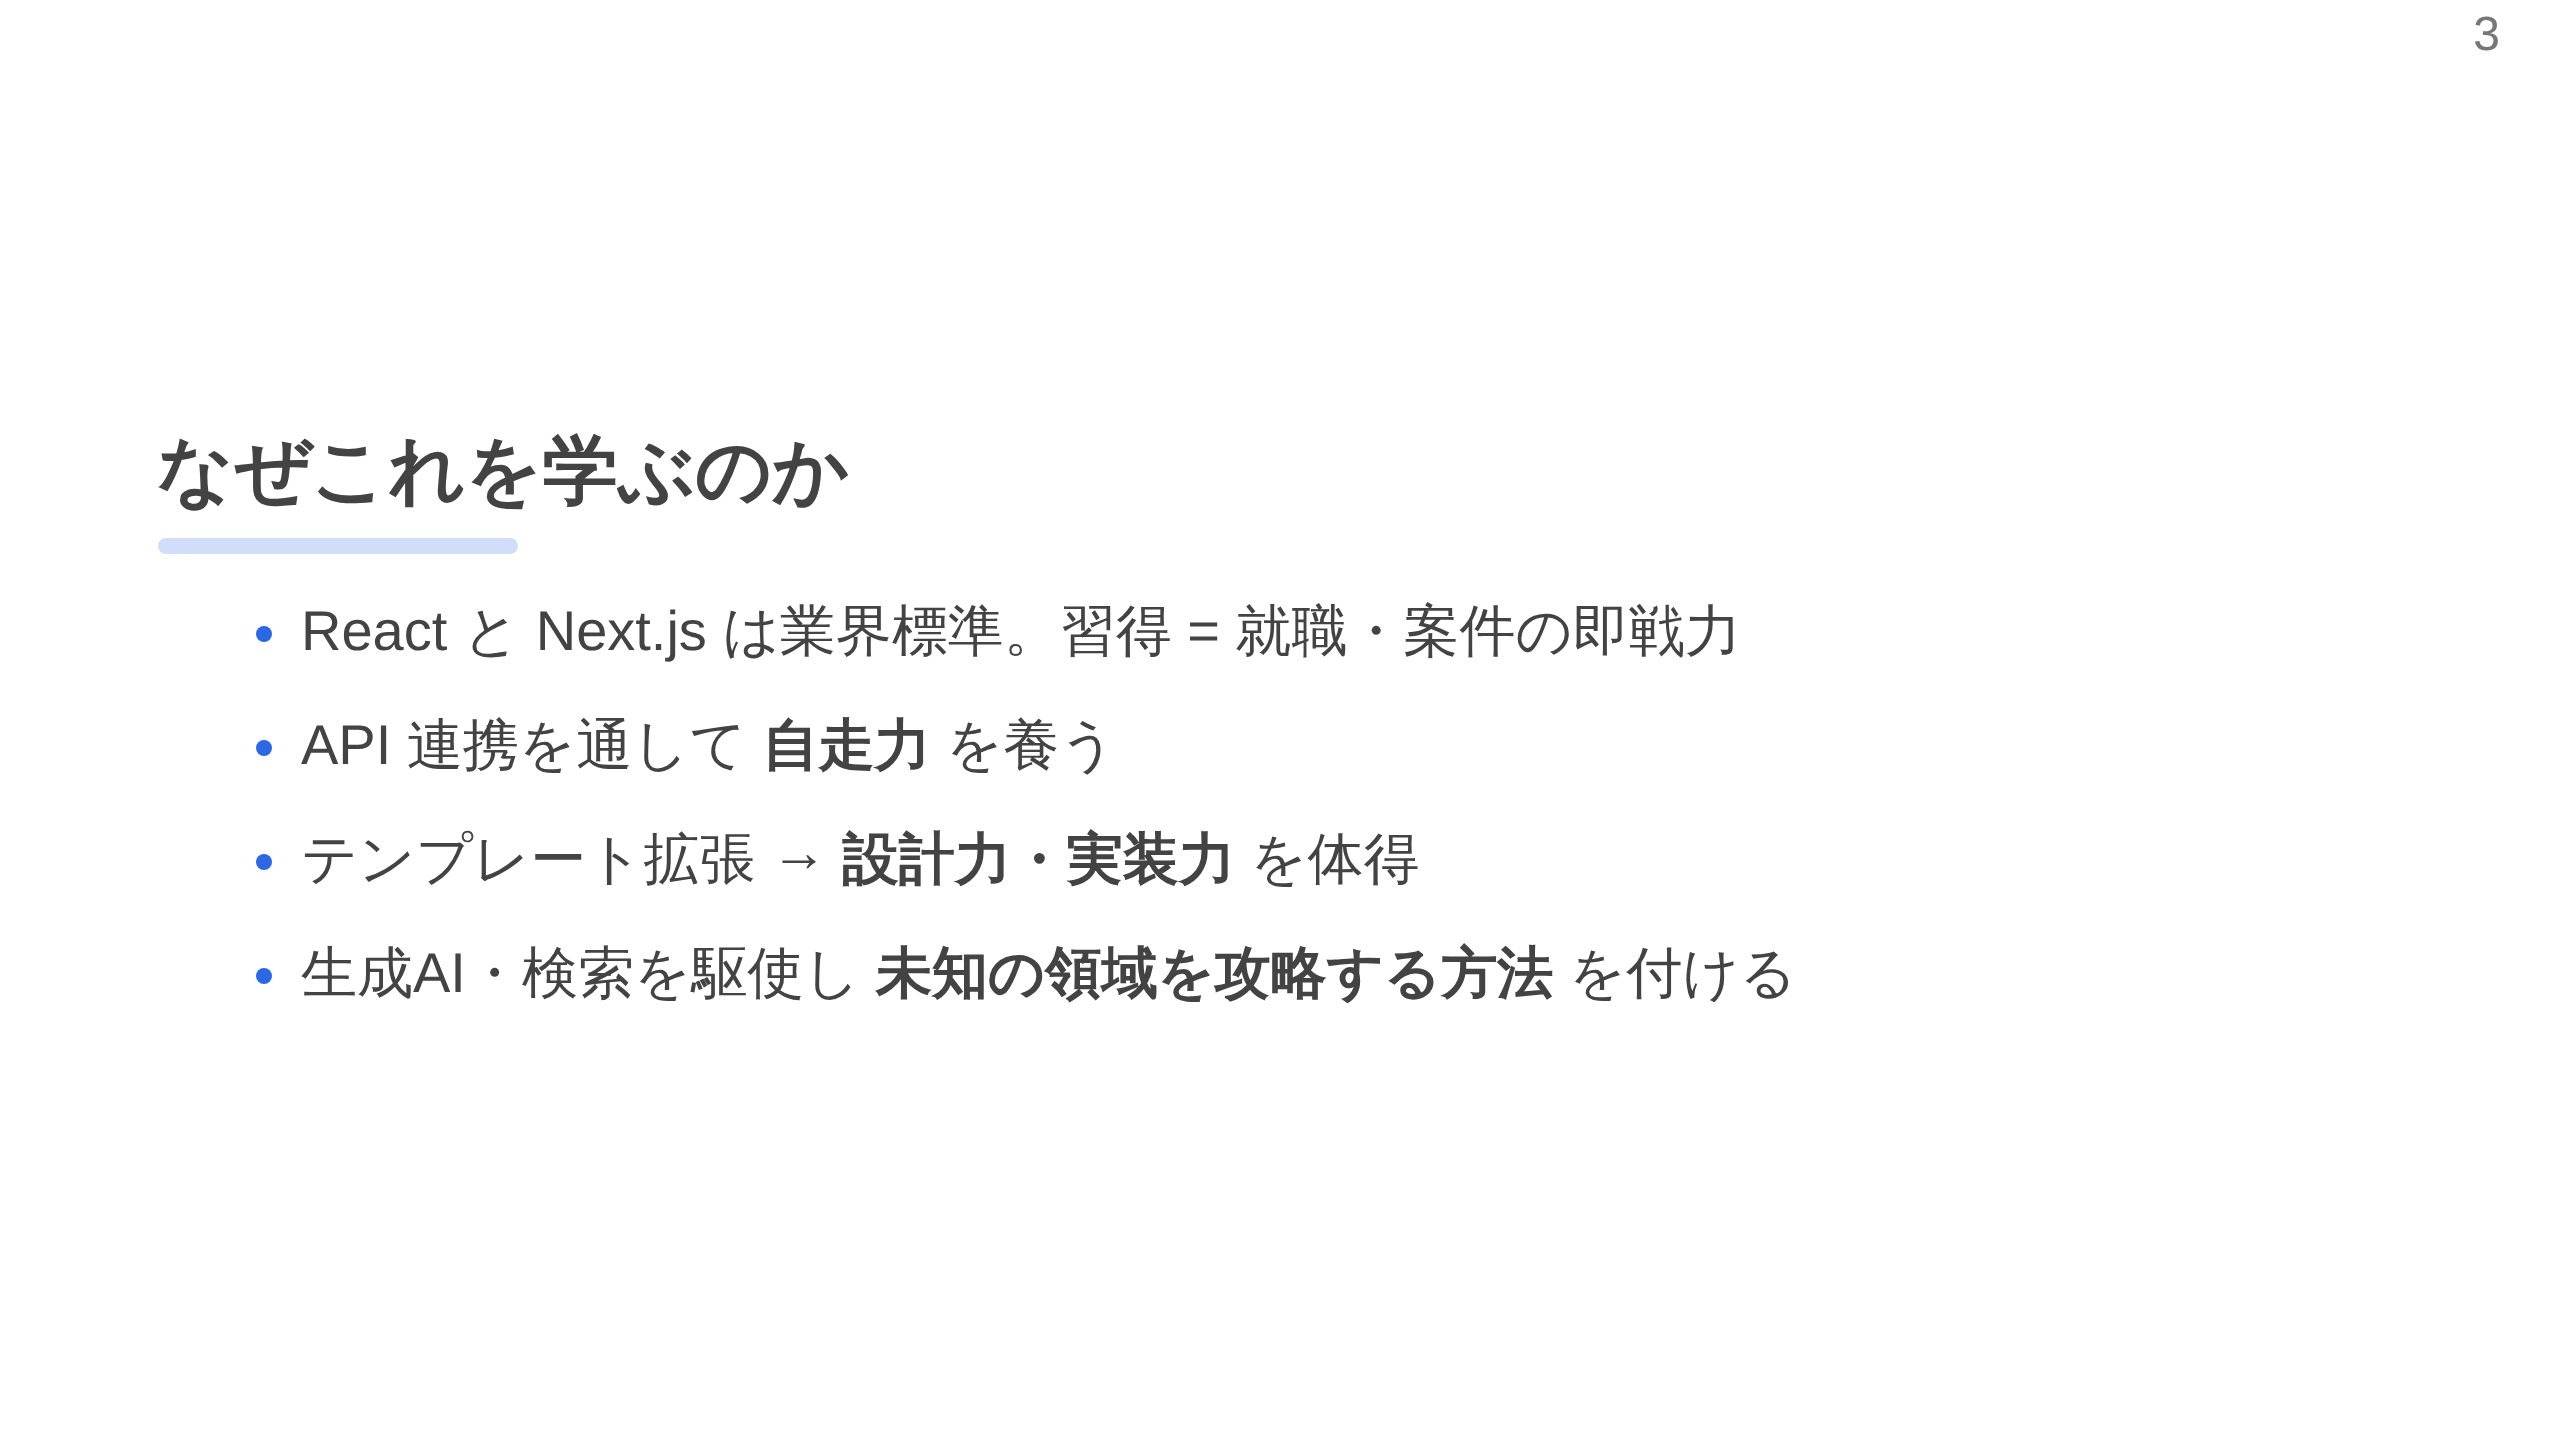 3
なぜこれを学ぶのか
React と Next.js は業界標準。習得 = 就職・案件の即戦力
API 連携を通して 自走力 を養う
テンプレート拡張 → 設計力・実装力 を体得
生成AI・検索を駆使し 未知の領域を攻略する方法 を付ける